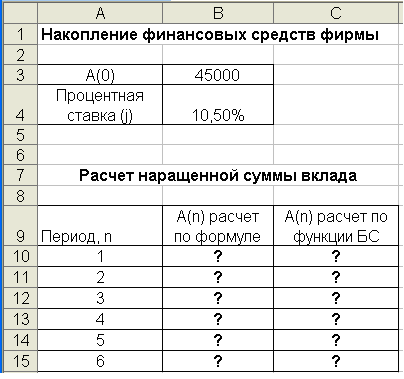 A B C
1 Накопление финансовых средств фирмы
2
3 A(0) 45000
Процентная
4 ставка (j) 10,50%
5
6
7 Расчет наращенной суммы вклада
8
A(n) расчет A(n) расчет по
9 Период, n по формуле функции БС
10 1 ? ?
11 2 ? ?
12 3 ? ?
13 4 ? ?
14 5 ? ?
15 6 ? ?